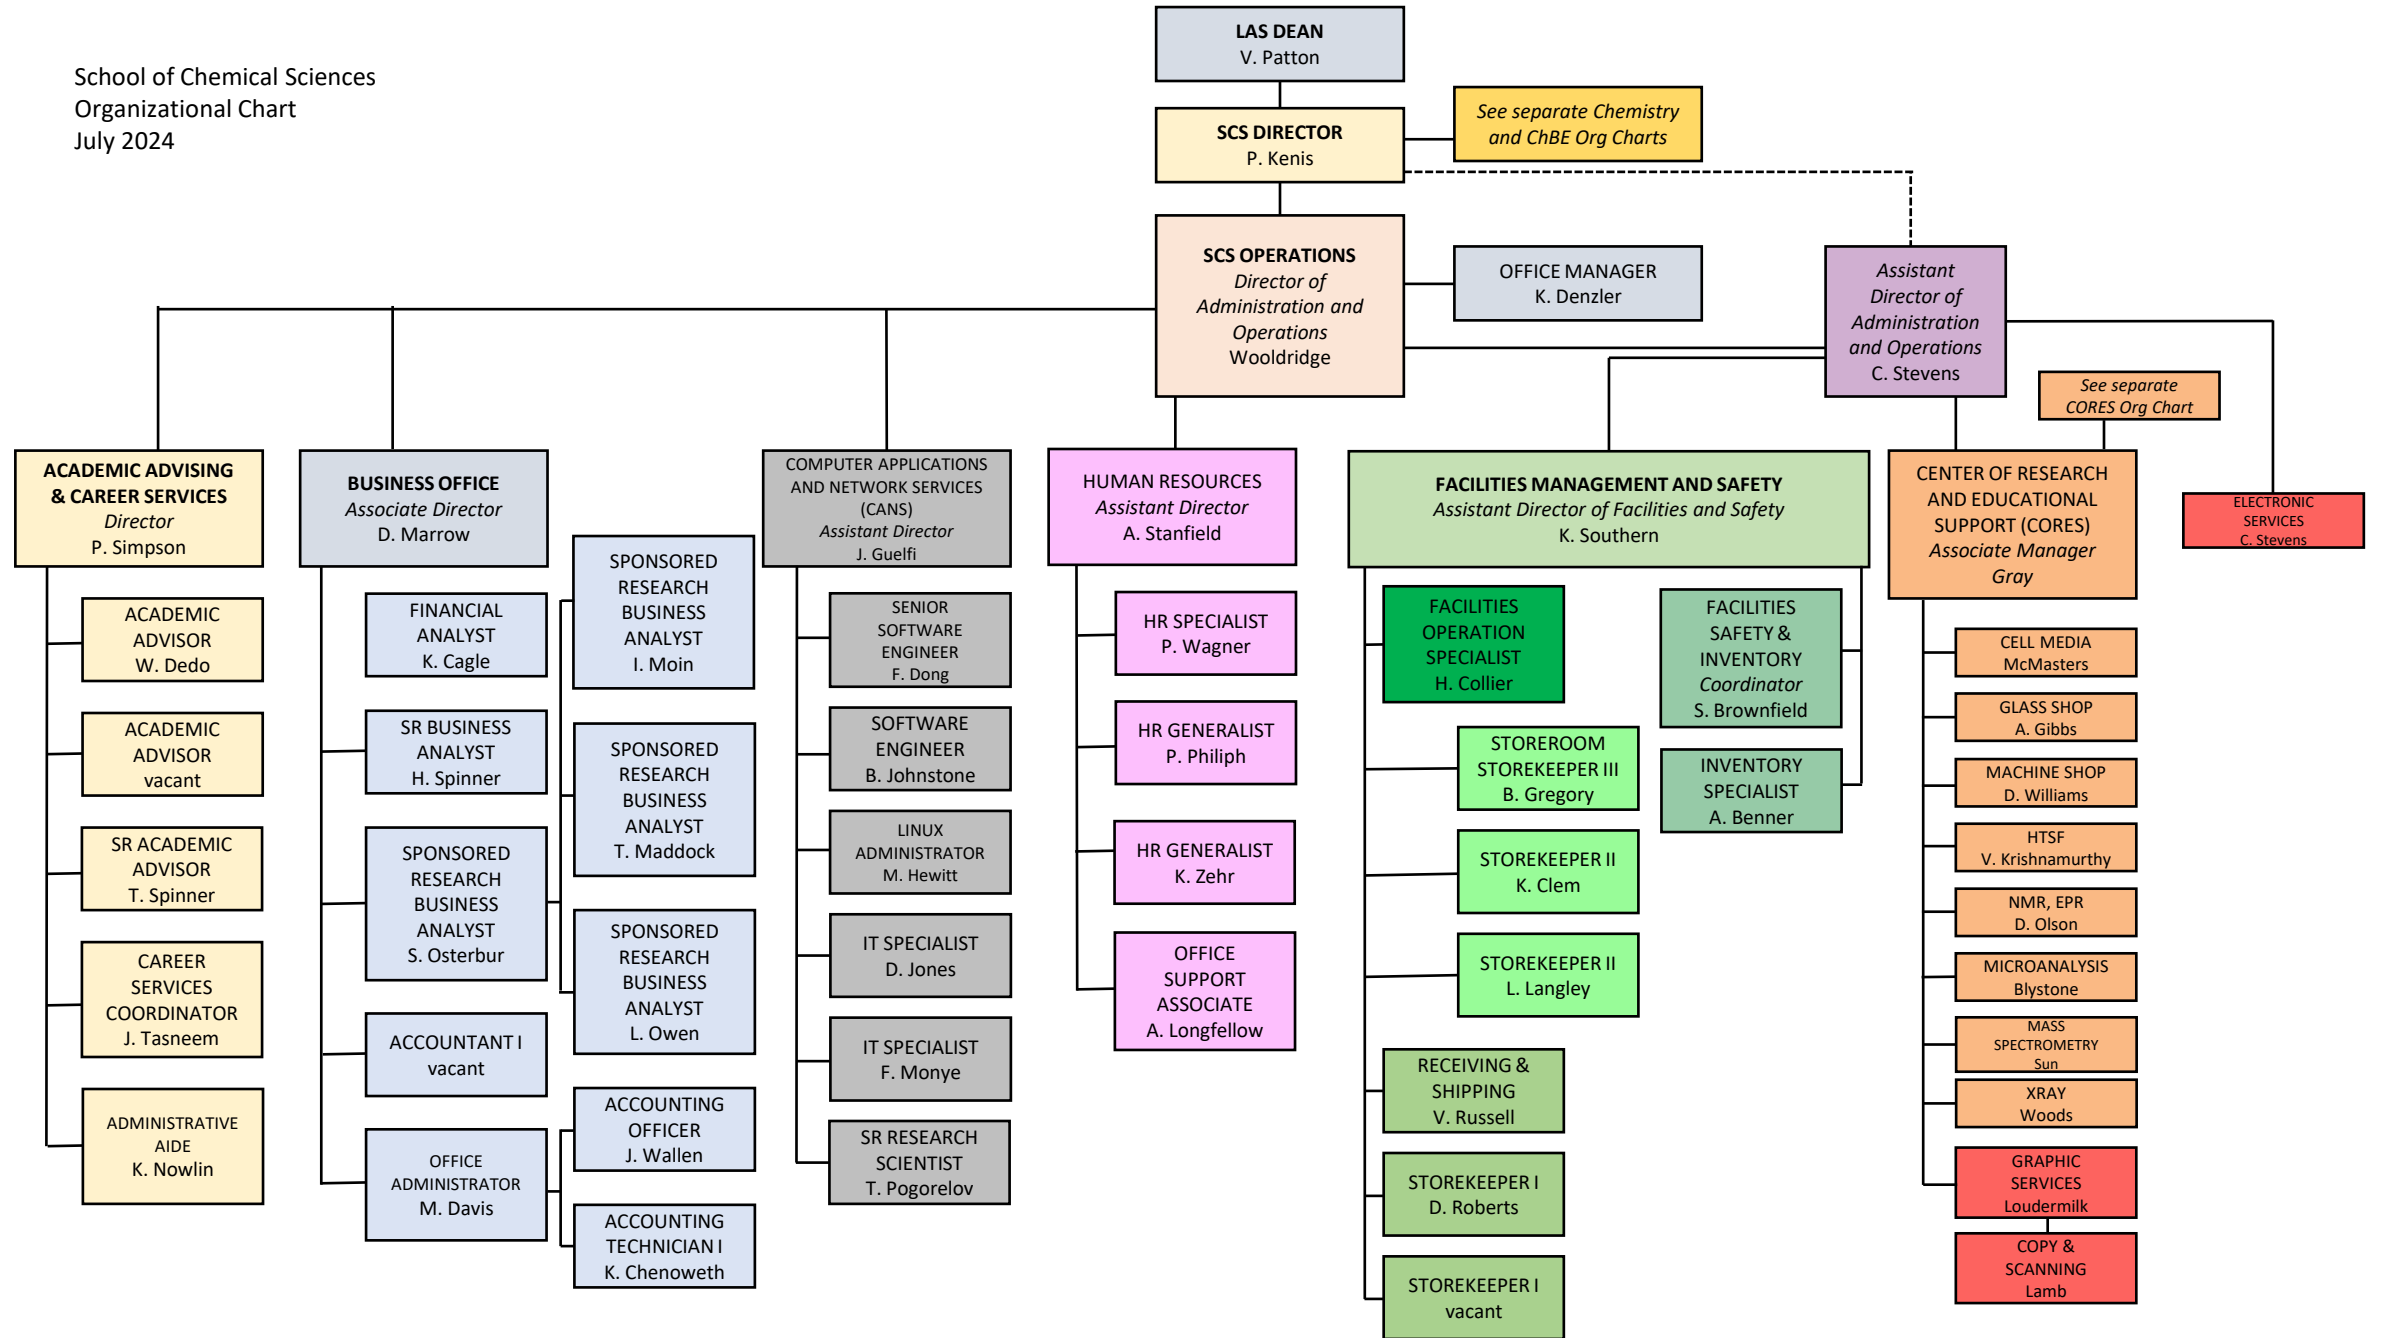 School of Chemical Sciences
Organizational Chart
July 2024
LAS DEAN
V. Patton
SCS DIRECTOR
P. Kenis
See separate Chemistry
and ChBE Org Charts
SCS OPERATIONS
Director of
Administration and
Operations
Wooldridge
OFFICE MANAGER
K. Denzler
Assistant
Director of
Administration
and Operations
C. Stevens
See separate
CORES Org Chart
ACADEMIC ADVISING
& CAREER SERVICES
Director
P. Simpson
ACADEMIC
ADVISOR
W. Dedo
ACADEMIC
ADVISOR
vacant
SR ACADEMIC
ADVISOR
T. Spinner
CAREER
SERVICES
COORDINATOR
J. Tasneem
ADMINISTRATIVE
AIDE
K. Nowlin
BUSINESS OFFICE
Associate Director
D. Marrow
FINANCIAL
ANALYST
K. Cagle
SR BUSINESS
ANALYST
H. Spinner
SPONSORED
RESEARCH
BUSINESS
ANALYST
S. Osterbur
ACCOUNTANT I
vacant
OFFICE
ADMINISTRATOR
M. Davis
SPONSORED
RESEARCH
BUSINESS
ANALYST
I. Moin
SPONSORED
RESEARCH
BUSINESS
ANALYST
T. Maddock
SPONSORED
RESEARCH
BUSINESS
ANALYST
L. Owen
ACCOUNTING
OFFICER
J. Wallen
ACCOUNTING
TECHNICIAN I
K. Chenoweth
COMPUTER APPLICATIONS
AND NETWORK SERVICES
(CANS)
Assistant Director
J. Guelfi
SENIOR
SOFTWARE
ENGINEER
F. Dong
SOFTWARE
ENGINEER
B. Johnstone
LINUX
ADMINISTRATOR
M. Hewitt
IT SPECIALIST
D. Jones
IT SPECIALIST
F. Monye
SR RESEARCH
SCIENTIST
T. Pogorelov
HUMAN RESOURCES
Assistant Director
A. Stanfield
HR SPECIALIST
P. Wagner
HR GENERALIST
P. Philiph
HR GENERALIST
K. Zehr
OFFICE
SUPPORT
ASSOCIATE
A. Longfellow
FACILITIES MANAGEMENT AND SAFETY
Assistant Director of Facilities and Safety
K. Southern
FACILITIES
OPERATION
SPECIALIST
H. Collier
STOREROOM
STOREKEEPER III
B. Gregory
STOREKEEPER II
K. Clem
STOREKEEPER II
L. Langley
RECEIVING &
SHIPPING
V. Russell
STOREKEEPER I
D. Roberts
STOREKEEPER I
vacant
FACILITIES
SAFETY &
INVENTORY
Coordinator
S. Brownfield
INVENTORY
SPECIALIST
A. Benner
CENTER OF RESEARCH
AND EDUCATIONAL
SUPPORT (CORES)
Associate Manager
Gray
CELL MEDIA
McMasters
GLASS SHOP
A. Gibbs
MACHINE SHOP
D. Williams
HTSF
V. Krishnamurthy
NMR, EPR
D. Olson
MICROANALYSIS
Blystone
MASS
SPECTROMETRY
Sun
XRAY
Woods
GRAPHIC
SERVICES
Loudermilk
COPY &
SCANNING
Lamb
ELECTRONIC
SERVICES
C. Stevens